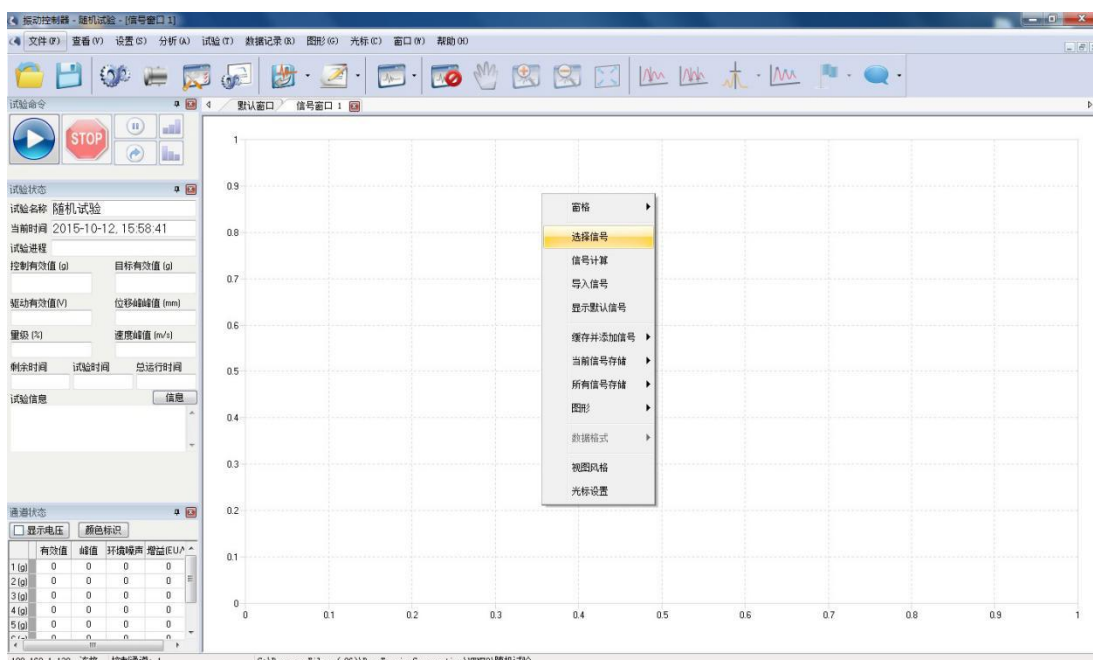 振动控制器 - 随机试验 - [信号窗口 1]
文件(F) 查看(V) 设置(S) 分析(A) 试验(T) 数据记录(R) 图形(G) 光标(C) 窗口(W) 帮助(H)
试验命令
默认窗口 信号窗口 1
STOP
试验状态
试验名称 随机试验
当前时间 2015-10-12, 15:58:41
试验进程
控制有效值 (g) 目标有效值 (g)
驱动有效值(V) 位移峰峰值 (mm)
量级 (%) 速度峰值 (m/s)
剩余时间 试验时间 总运行时间
试验信息 信息
通道状态
显示电压 颜色标识
有效值 峰值 环境噪声 增益(EU/
1 (g) 0 0 0 0
2 (g) 0 0 0 0
3 (g) 0 0 0 0
4 (g) 0 0 0 0
5 (g) 0 0 0 0
1
0.9
0.8
0.7
0.6
0.5
0.4
0.3
0.2
0.1
0
0 0.1 0.2 0.3 0.4 0.5 0.6 0.7 0.8 0.9 1
窗格
选择信号
信号计算
导入信号
显示默认信号
缓存并添加信号
当前信号存储
所有信号存储
图形
数据格式
视图风格
光标设置